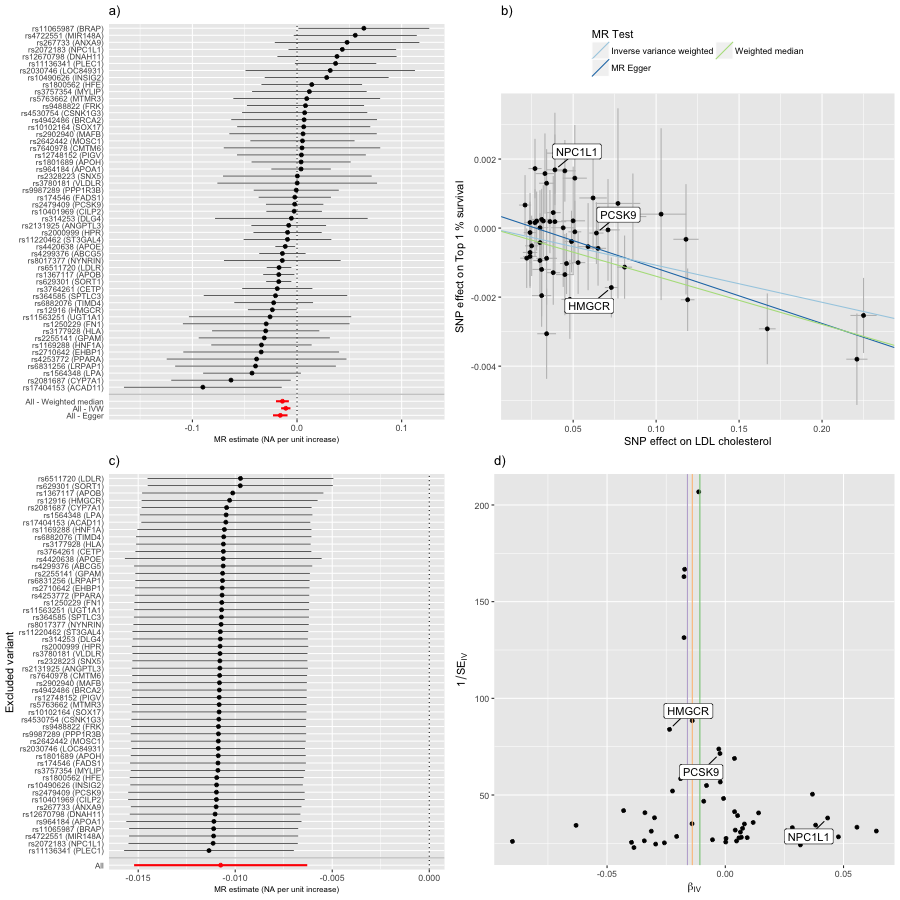 a)
rs11065987 (BRAP)
rs4722551 (MIR148A)
rs267733 (ANXA9)
rs2072183 (NPC1L1)
rs12670798 (DNAH11)
rs11136341 (PLEC1)
rs2030746 (LOC84931)
rs10490626 (INSIG2)
rs1800562 (HFE)
rs3757354 (MYLIP)
rs5763662 (MTMR3)
rs9488822 (FRK)
rs4530754 (CSNK1G3)
rs4942486 (BRCA2)
rs10102164 (SOX17)
rs2902940 (MAFB)
rs2642442 (MOSC1)
rs7640978 (CMTM6)
rs12748152 (PIGV)
rs1801689 (APOH)
rs964184 (APOA1)
rs2328223 (SNX5)
rs3780181 (VLDLR)
rs9987289 (PPP1R3B)
rs174546 (FADS1)
rs2479409 (PCSK9)
rs10401969 (CILP2)
rs314253 (DLG4)
rs2131925 (ANGPTL3)
rs2000999 (HPR)
rs11220462 (ST3GAL4)
rs4420638 (APOE)
rs4299376 (ABCG5)
rs8017377 (NYNRIN)
rs6511720 (LDLR)
rs1367117 (APOB)
rs629301 (SORT1)
rs3764261 (CETP)
rs364585 (SPTLC3)
rs6882076 (TIMD4)
rs12916 (HMGCR)
rs11563251 (UGT1A1)
rs1250229 (FN1)
rs3177928 (HLA)
rs2255141 (GPAM)
rs1169288 (HNF1A)
rs2710642 (EHBP1)
rs4253772 (PPARA)
rs6831256 (LRPAP1)
rs1564348 (LPA)
rs2081687 (CYP7A1)
rs17404153 (ACAD11)
All - Weighted median
All - IVW
All - Egger
-0.1
0.0
0.1
MR estimate (NA per unit increase)
b)
MR Test
Inverse variance weighted
Weighted median
MR Egger
SNP effect on Top 1 % survival
0.002
0.000
-0.002
-0.004
NPC1L1
PCSK9
HMGCR
0.05
0.10
0.15
0.20
SNP effect on LDL cholesterol
c)
Excluded variant
rs6511720 (LDLR)
rs629301 (SORT1)
rs1367117 (APOB)
rs12916 (HMGCR)
rs2081687 (CYP7A1)
rs1564348 (LPA)
rs17404153 (ACAD11)
rs1169288 (HNF1A)
rs6882076 (TIMD4)
rs3177928 (HLA)
rs3764261 (CETP)
rs4420638 (APOE)
rs4299376 (ABCG5)
rs2255141 (GPAM)
rs6831256 (LRPAP1)
rs2710642 (EHBP1)
rs4253772 (PPARA)
rs1250229 (FN1)
rs11563251 (UGT1A1)
rs364585 (SPTLC3)
rs8017377 (NYNRIN)
rs11220462 (ST3GAL4)
rs314253 (DLG4)
rs2000999 (HPR)
rs3780181 (VLDLR)
rs2328223 (SNX5)
rs2131925 (ANGPTL3)
rs7640978 (CMTM6)
rs2902940 (MAFB)
rs4942486 (BRCA2)
rs12748152 (PIGV)
rs5763662 (MTMR3)
rs10102164 (SOX17)
rs4530754 (CSNK1G3)
rs9488822 (FRK)
rs9987289 (PPP1R3B)
rs2642442 (MOSC1)
rs2030746 (LOC84931)
rs1801689 (APOH)
rs174546 (FADS1)
rs3757354 (MYLIP)
rs1800562 (HFE)
rs10490626 (INSIG2)
rs2479409 (PCSK9)
rs10401969 (CILP2)
rs267733 (ANXA9)
rs12670798 (DNAH11)
rs964184 (APOA1)
rs11065987 (BRAP)
rs4722551 (MIR148A)
rs2072183 (NPC1L1)
rs11136341 (PLEC1)
All
-0.015
-0.010
-0.005
0.000
MR estimate (NA per unit increase)
d)
1/SE_IV
200
150
100
50
HMGCR
PCSK9
NPC1L1
-0.05
0.00
0.05
β_IV